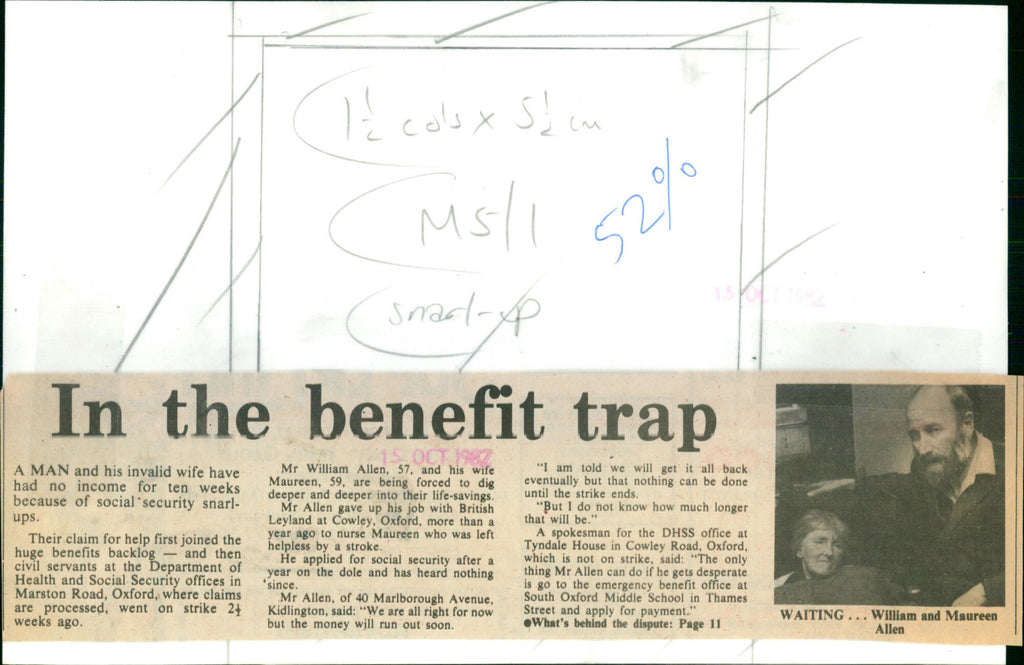 1½ cols x 5½ cm
52%
M5/1
snarl-up
15 OCT 1982
In the benefit trap
15 OCT 1982
A MAN and his invalid wife have
had no income for ten weeks
because of social security snarl-
ups.
Their claim for help first joined the
huge benefits backlog — and then
civil servants at the Department of
Health and Social Security offices in
Marston Road, Oxford, where claims
are processed, went on strike 2½
weeks ago.
Mr William Allen, 57, and his wife
Maureen, 59, are being forced to dig
deeper and deeper into their life-savings.
Mr Allen gave up his job with British
Leyland at Cowley, Oxford, more than a
year ago to nurse Maureen who was left
helpless by a stroke.
He applied for social security after a
year on the dole and has heard nothing
since.
Mr Allen, of 40 Marlborough Avenue,
Kidlington, said: “We are all right for now
but the money will run out soon.
“I am told we will get it all back
eventually but that nothing can be done
until the strike ends.
“But I do not know how much longer
that will be.”
A spokesman for the DHSS office at
Tyndale House in Cowley Road, Oxford,
which is not on strike, said: “The only
thing Mr Allen can do if he gets desperate
is go to the emergency benefit office at
South Oxford Middle School in Thames
Street and apply for payment.”
●What’s behind the dispute: Page 11
WAITING . . . William and Maureen
Allen